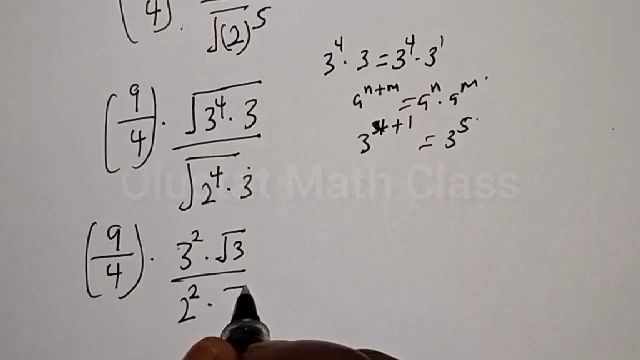 4) . √(2)^5
3^4 · 3 = 3^4 · 3^1
a^{n+m} = a^n · a^m
3^{4+1} = 3^5
(9/4) · √(3^4 · 3) / √(2^4 · 3)
(9/4) · 3^2 · √3 / 2^2 · √
Math Class